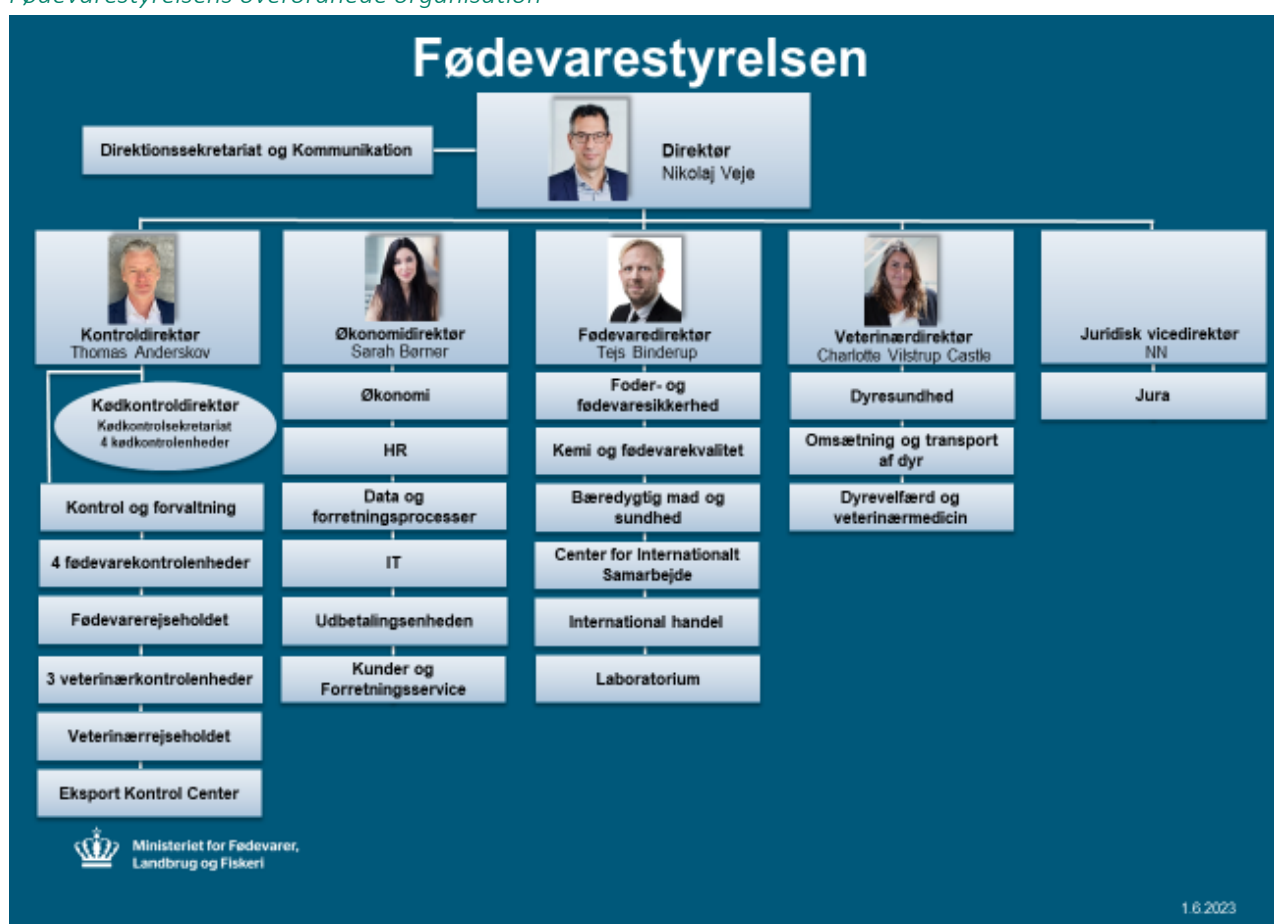 Fødevarestyrelsens overordnede organisation
Fødevarestyrelsen
Direktionssekretariat og Kommunikation
Direktør
Nikolaj Veje
Kontroldirektør
Thomas Anderskov
Kødkontroldirektør
Kødkontrolsekretariat
4 kødkontrolenheder
Kontrol og forvaltning
4 fødevarekontrolenheder
Fødevarerejseholdet
3 veterinærkontrolenheder
Veterinærrejseholdet
Eksport Kontrol Center
Økonomidirektør
Sarah Børner
Økonomi
HR
Data og
forretningsprocesser
IT
Udbetalingsenheden
Kunder og
Forretningsservice
Fødevaredirektør
Tejs Binderup
Foder- og
fødevaresikkerhed
Kemi og fødevarekvalitet
Bæredygtig mad og
sundhed
Center for Internationalt
Samarbejde
International handel
Laboratorium
Veterinærdirektør
Charlotte Vilstrup Castle
Dyresundhed
Omsætning og transport
af dyr
Dyrevelfærd og
veterinærmedicin
Juridisk vicedirektør
NN
Jura
Ministeriet for Fødevarer,
Landbrug og Fiskeri
1.6.2023